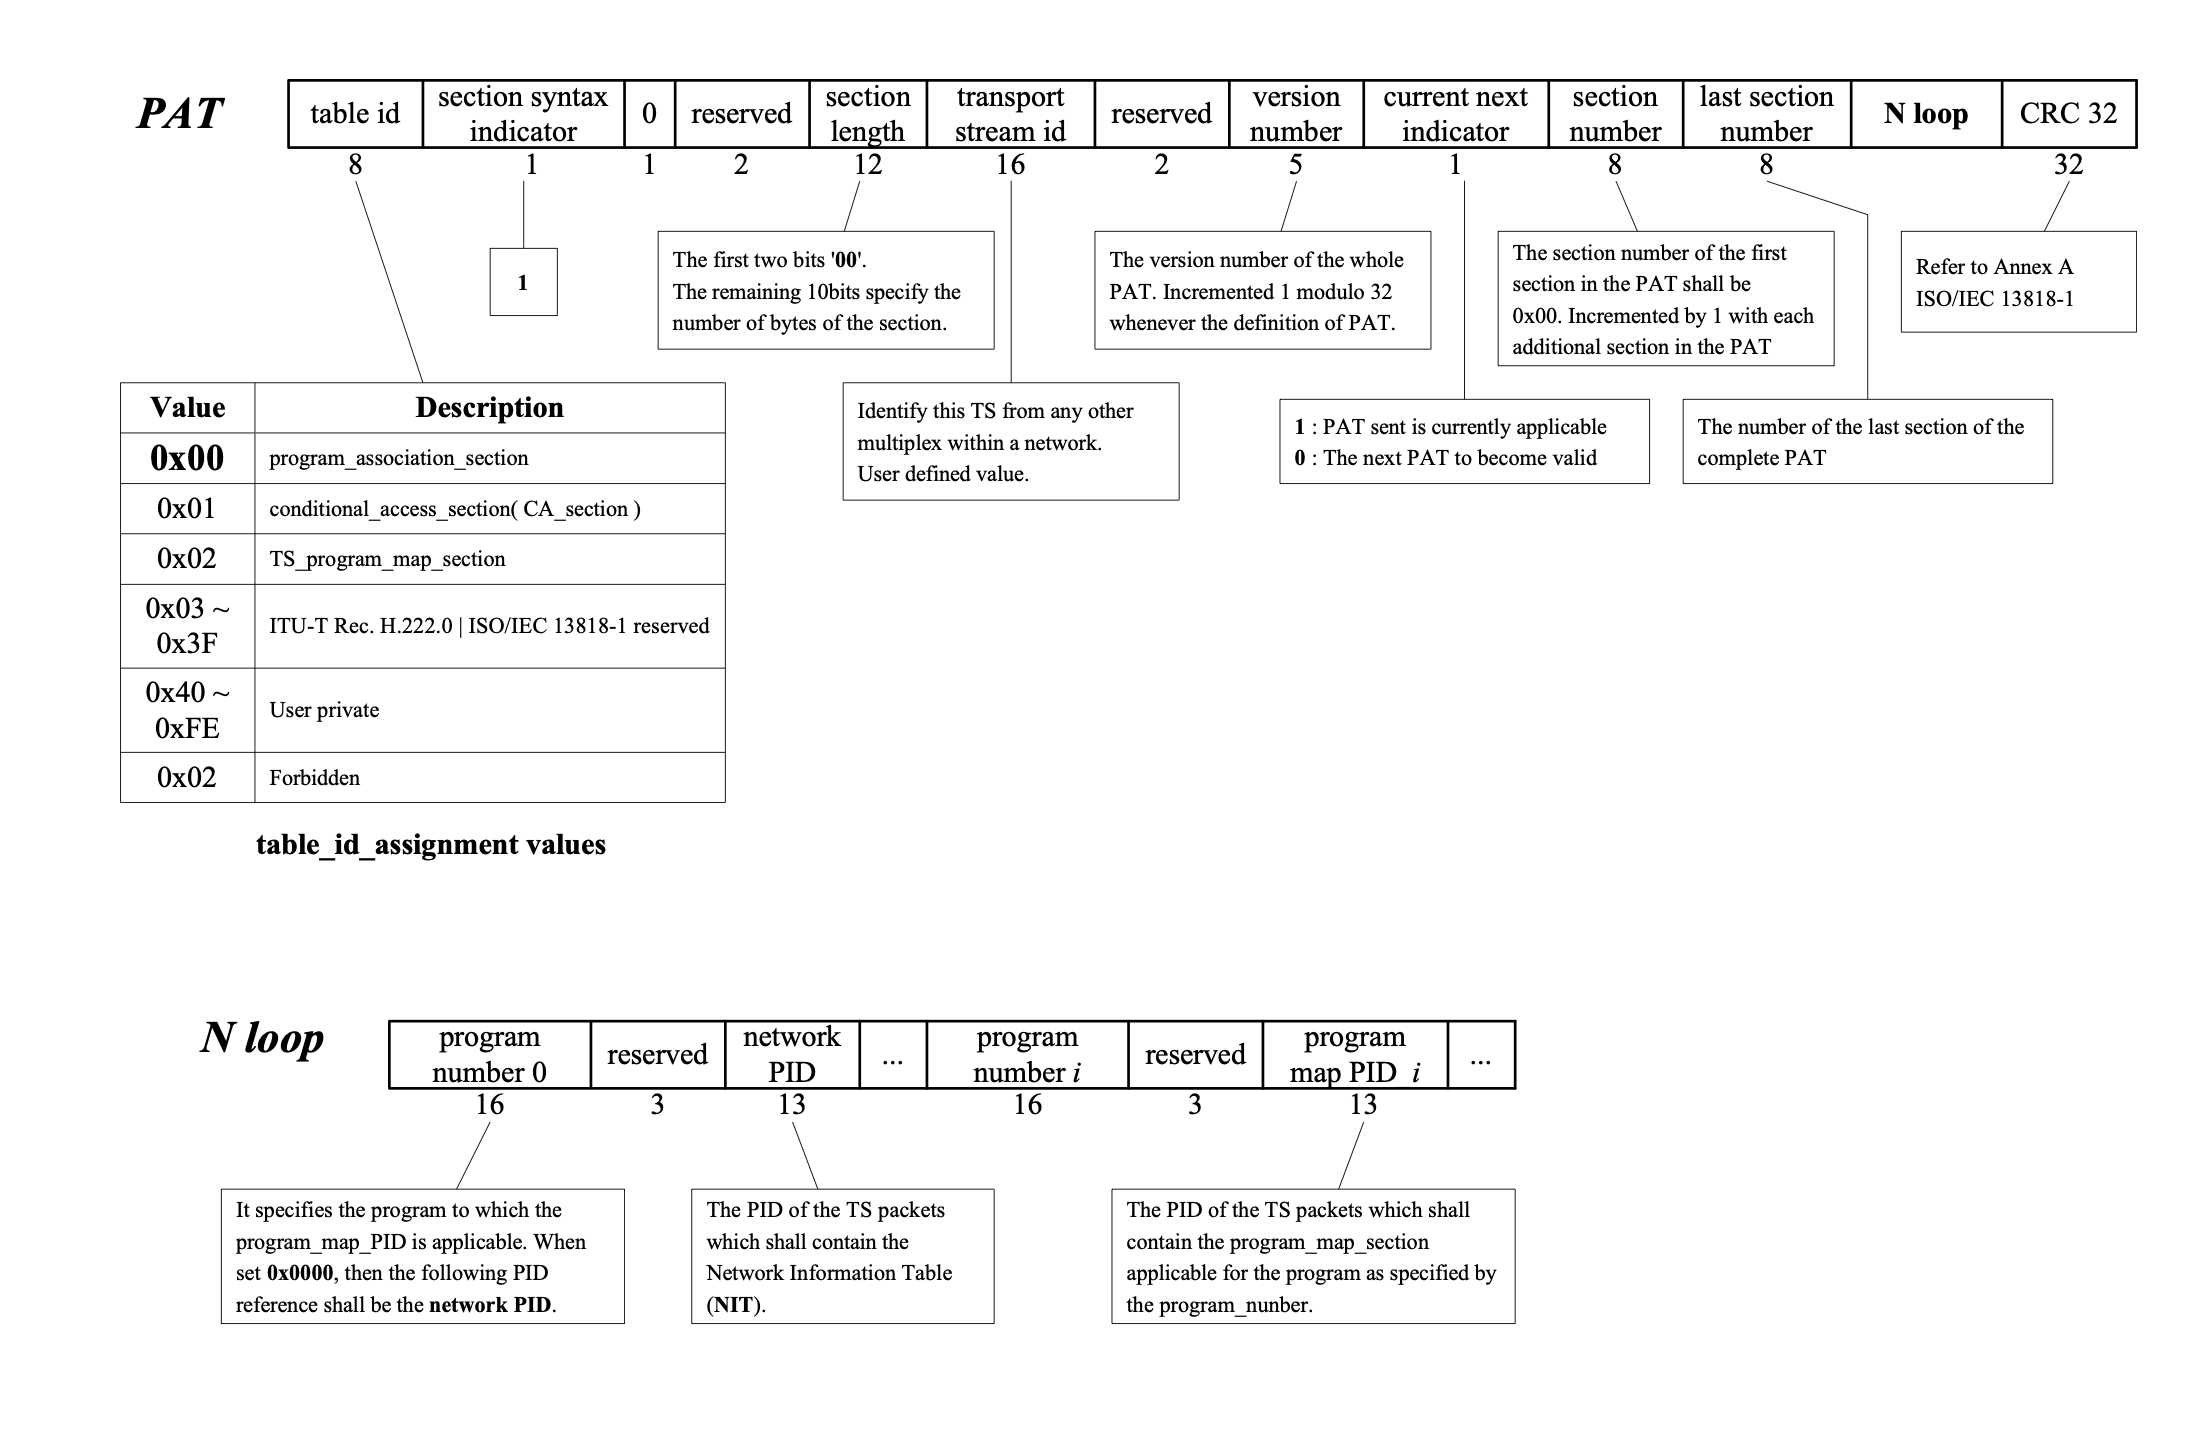 PAT
table id
section syntax
indicator
0
reserved
section
length
transport
stream id
reserved
version
number
current next
indicator
section
number
last section
number
N loop
CRC 32
8
1
1
2
12
16
2
5
1
8
8
32
1
The first two bits '00'.
The remaining 10bits specify the
number of bytes of the section.
The version number of the whole
PAT. Incremented 1 modulo 32
whenever the definition of PAT.
The section number of the first
section in the PAT shall be
0x00. Incremented by 1 with each
additional section in the PAT
Refer to Annex A
ISO/IEC 13818-1
Identify this TS from any other
multiplex within a network.
User defined value.
1 : PAT sent is currently applicable
0 : The next PAT to become valid
The number of the last section of the
complete PAT
Value
Description
0x00
program_association_section
0x01
conditional_access_section( CA_section )
0x02
TS_program_map_section
0x03 ~
0x3F
ITU-T Rec. H.222.0 | ISO/IEC 13818-1 reserved
0x40 ~
0xFE
User private
0x02
Forbidden
table_id_assignment values
N loop
program
number 0
reserved
network
PID
...
program
number i
reserved
program
map PID i
...
16
3
13
16
3
13
It specifies the program to which the
program_map_PID is applicable. When
set 0x0000, then the following PID
reference shall be the network PID.
The PID of the TS packets
which shall contain the
Network Information Table
(NIT).
The PID of the TS packets which shall
contain the program_map_section
applicable for the program as specified by
the program_nunber.